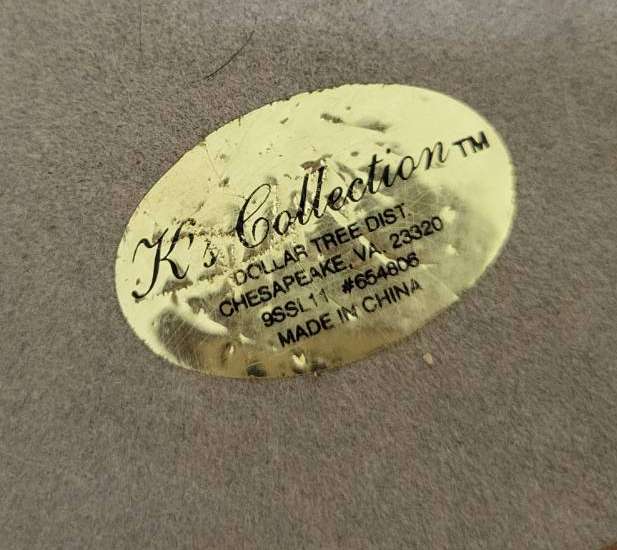 K's Collection™
DOLLAR TREE DIST.
CHESAPEAKE, VA. 23320
9SSL11 #654806
MADE IN CHINA